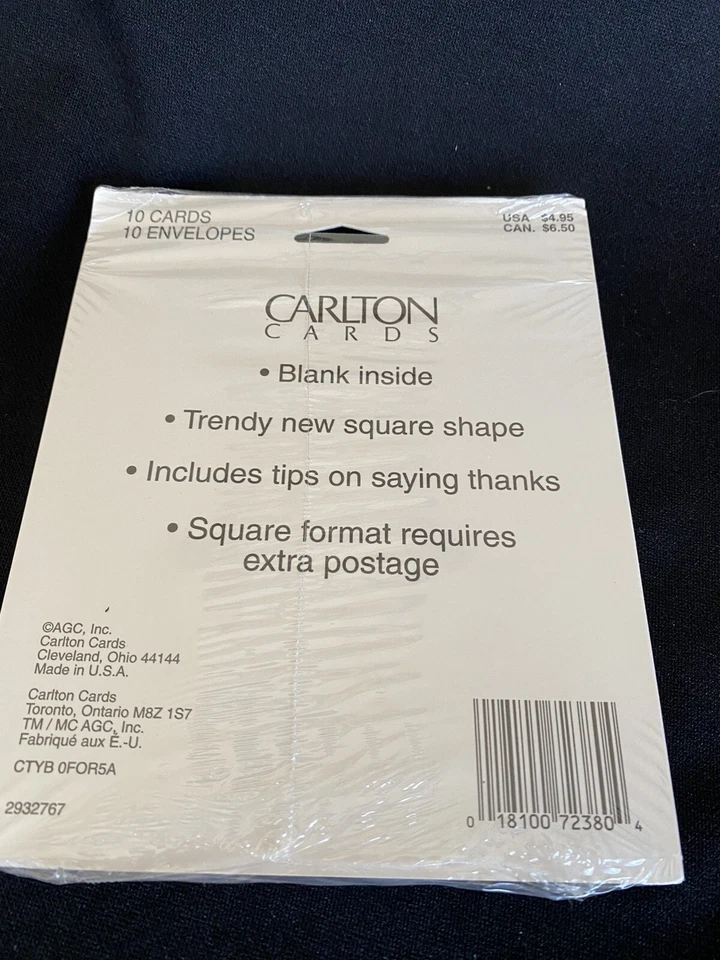 10 CARDS
10 ENVELOPES
USA $4.95
CAN. $6.50
CARLTON
CARDS
• Blank inside
• Trendy new square shape
• Includes tips on saying thanks
• Square format requires
extra postage
©AGC, Inc.
Carlton Cards
Cleveland, Ohio 44144
Made in U.S.A.
Carlton Cards
Toronto, Ontario M8Z 1S7
TM / MC AGC, Inc.
Fabriqué aux É.-U.
CTYB 0FOR5A
2932767
0 18100 72380 4